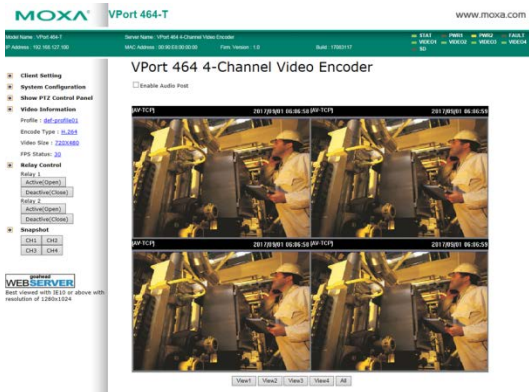 MOXA®
VPort 464-T
www.moxa.com
Model Name : VPort 464-T
Server Name : VPort 464 4-Channel Video Encoder
STAT PWR1 PWR2 FAULT
VIDEO1 VIDEO2 VIDEO3 VIDEO4
SD
IP Address : 192.168.127.100
MAC Address : 00:90:E8:00:00:00
Firm. Version : 1.0
Build : 17083117
VPort 464 4-Channel Video Encoder
Enable Audio Post
Client Setting
System Configuration
Show PTZ Control Panel
Video Information
Profile : def-profile01
Encode Type : H.264
Video Size : 720X480
FPS Status: 30
Relay Control
Relay 1
Active(Open)
Deactive(Close)
Relay 2
Active(Open)
Deactive(Close)
Snapshot
CH1 CH2
CH3 CH4
goahead
WEBSERVER
Best viewed with IE10 or above with
resolution of 1280x1024
[AV-TCP] 2017/09/01 06:06:58
[AV-TCP] 2017/09/01 06:06:59
[AV-TCP] 2017/09/01 06:06:58
[AV-TCP] 2017/09/01 06:06:59
View1 View2 View3 View4 All